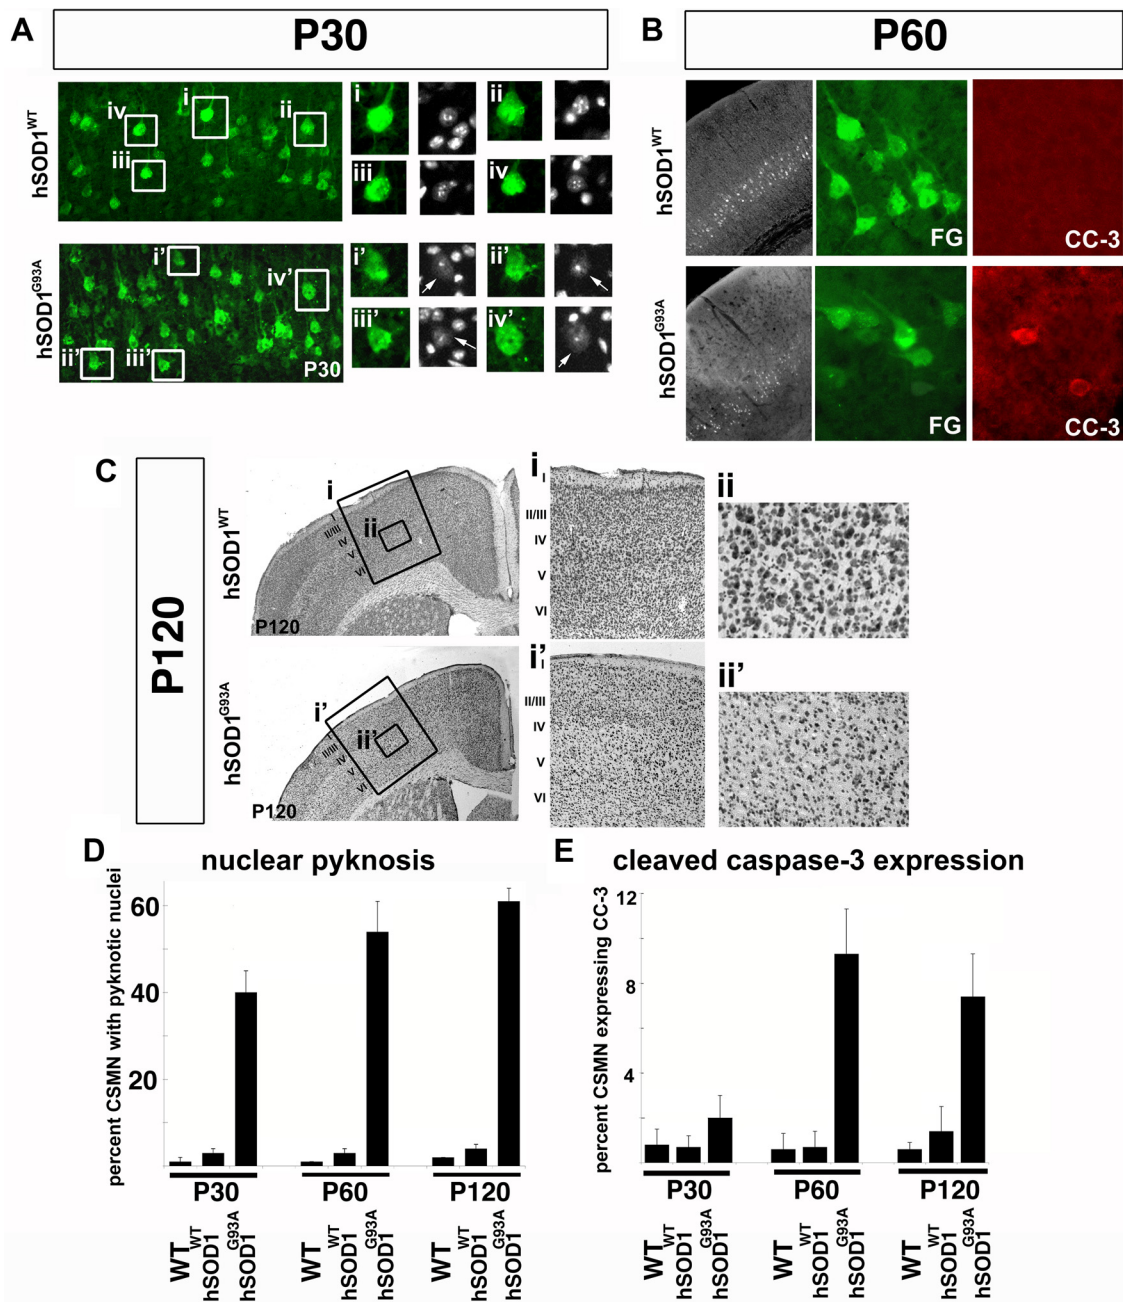 A
P30
hSOD1WT
iv
i
ii
iii
i
ii
iii
iv
hSOD1G93A
i’
iv’
ii’
iii’
P30
i’
ii’
iii’
iv’
B
P60
hSOD1WT
FG
CC-3
hSOD1G93A
FG
CC-3
C
P120
hSOD1WT
i
ii
I
II/III
IV
V
VI
P120
i
I
II/III
IV
V
VI
ii
hSOD1G93A
i’
ii’
I
II/III
IV
V
VI
P120
i’
I
II/III
IV
V
VI
ii’
D
nuclear pyknosis
percent CSMN with pyknotic nuclei
60
40
20
P30
P60
P120
WT
hSOD1WT
hSOD1G93A
WT
hSOD1WT
hSOD1G93A
WT
hSOD1WT
hSOD1G93A
E
cleaved caspase-3 expression
percent CSMN expressing CC-3
12
8
4
P30
P60
P120
WT
hSOD1WT
hSOD1G93A
WT
hSOD1WT
hSOD1G93A
WT
hSOD1WT
hSOD1G93A